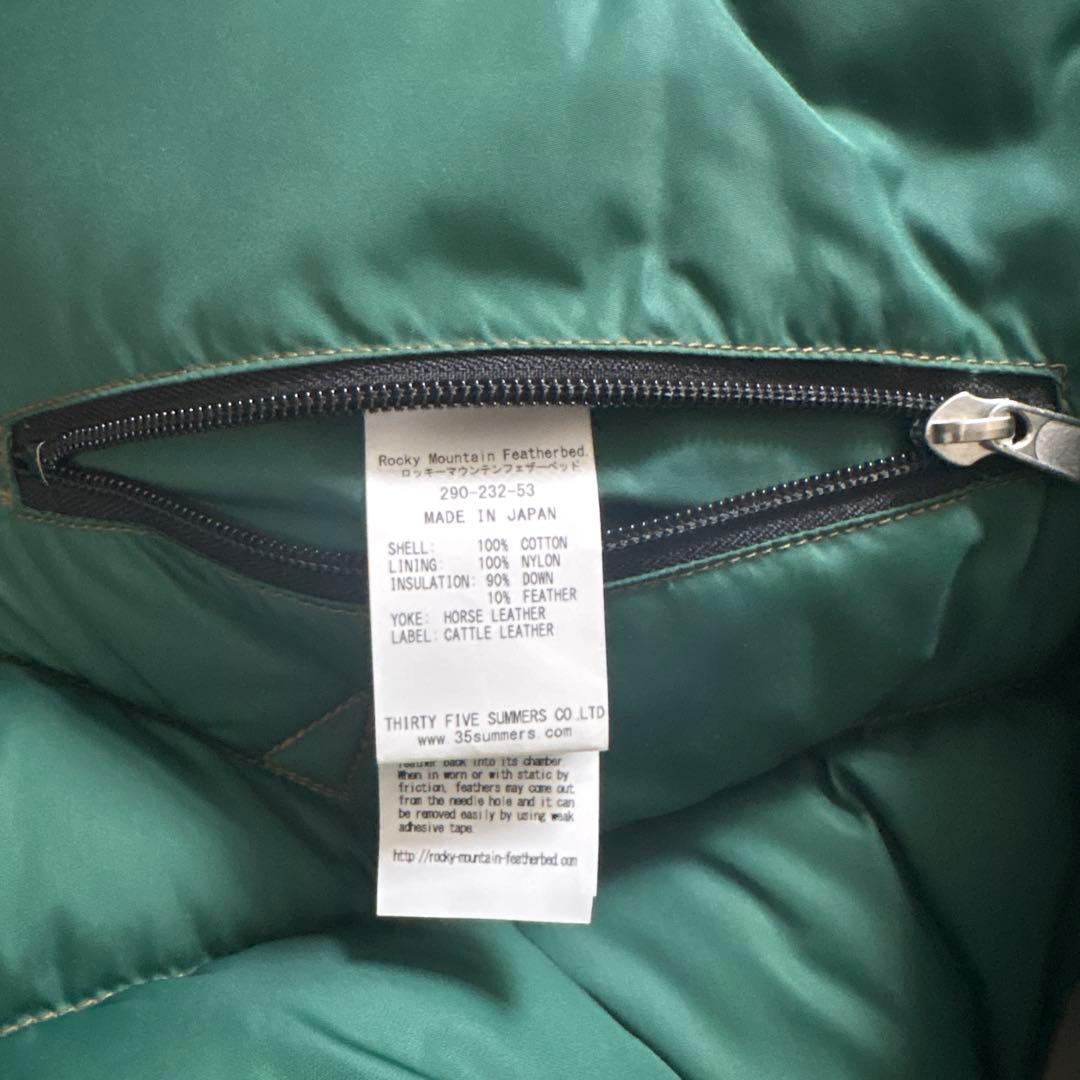 Rocky Mountain Featherbed.
ロッキーマウンテンフェザーベッド
290-232-53
MADE IN JAPAN
SHELL: 100% COTTON
LINING: 100% NYLON
INSULATION: 90% DOWN
10% FEATHER
YOKE: HORSE LEATHER
LABEL: CATTLE LEATHER
THIRTY FIVE SUMMERS CO.,LTD
www.35summers.com
back into its chamber.
When in worn or with static by
friction, feathers may come out
from the needle hole and it can
be removed easily by using weak
adhesive tape.
http://rocky-mountain-featherbed.com